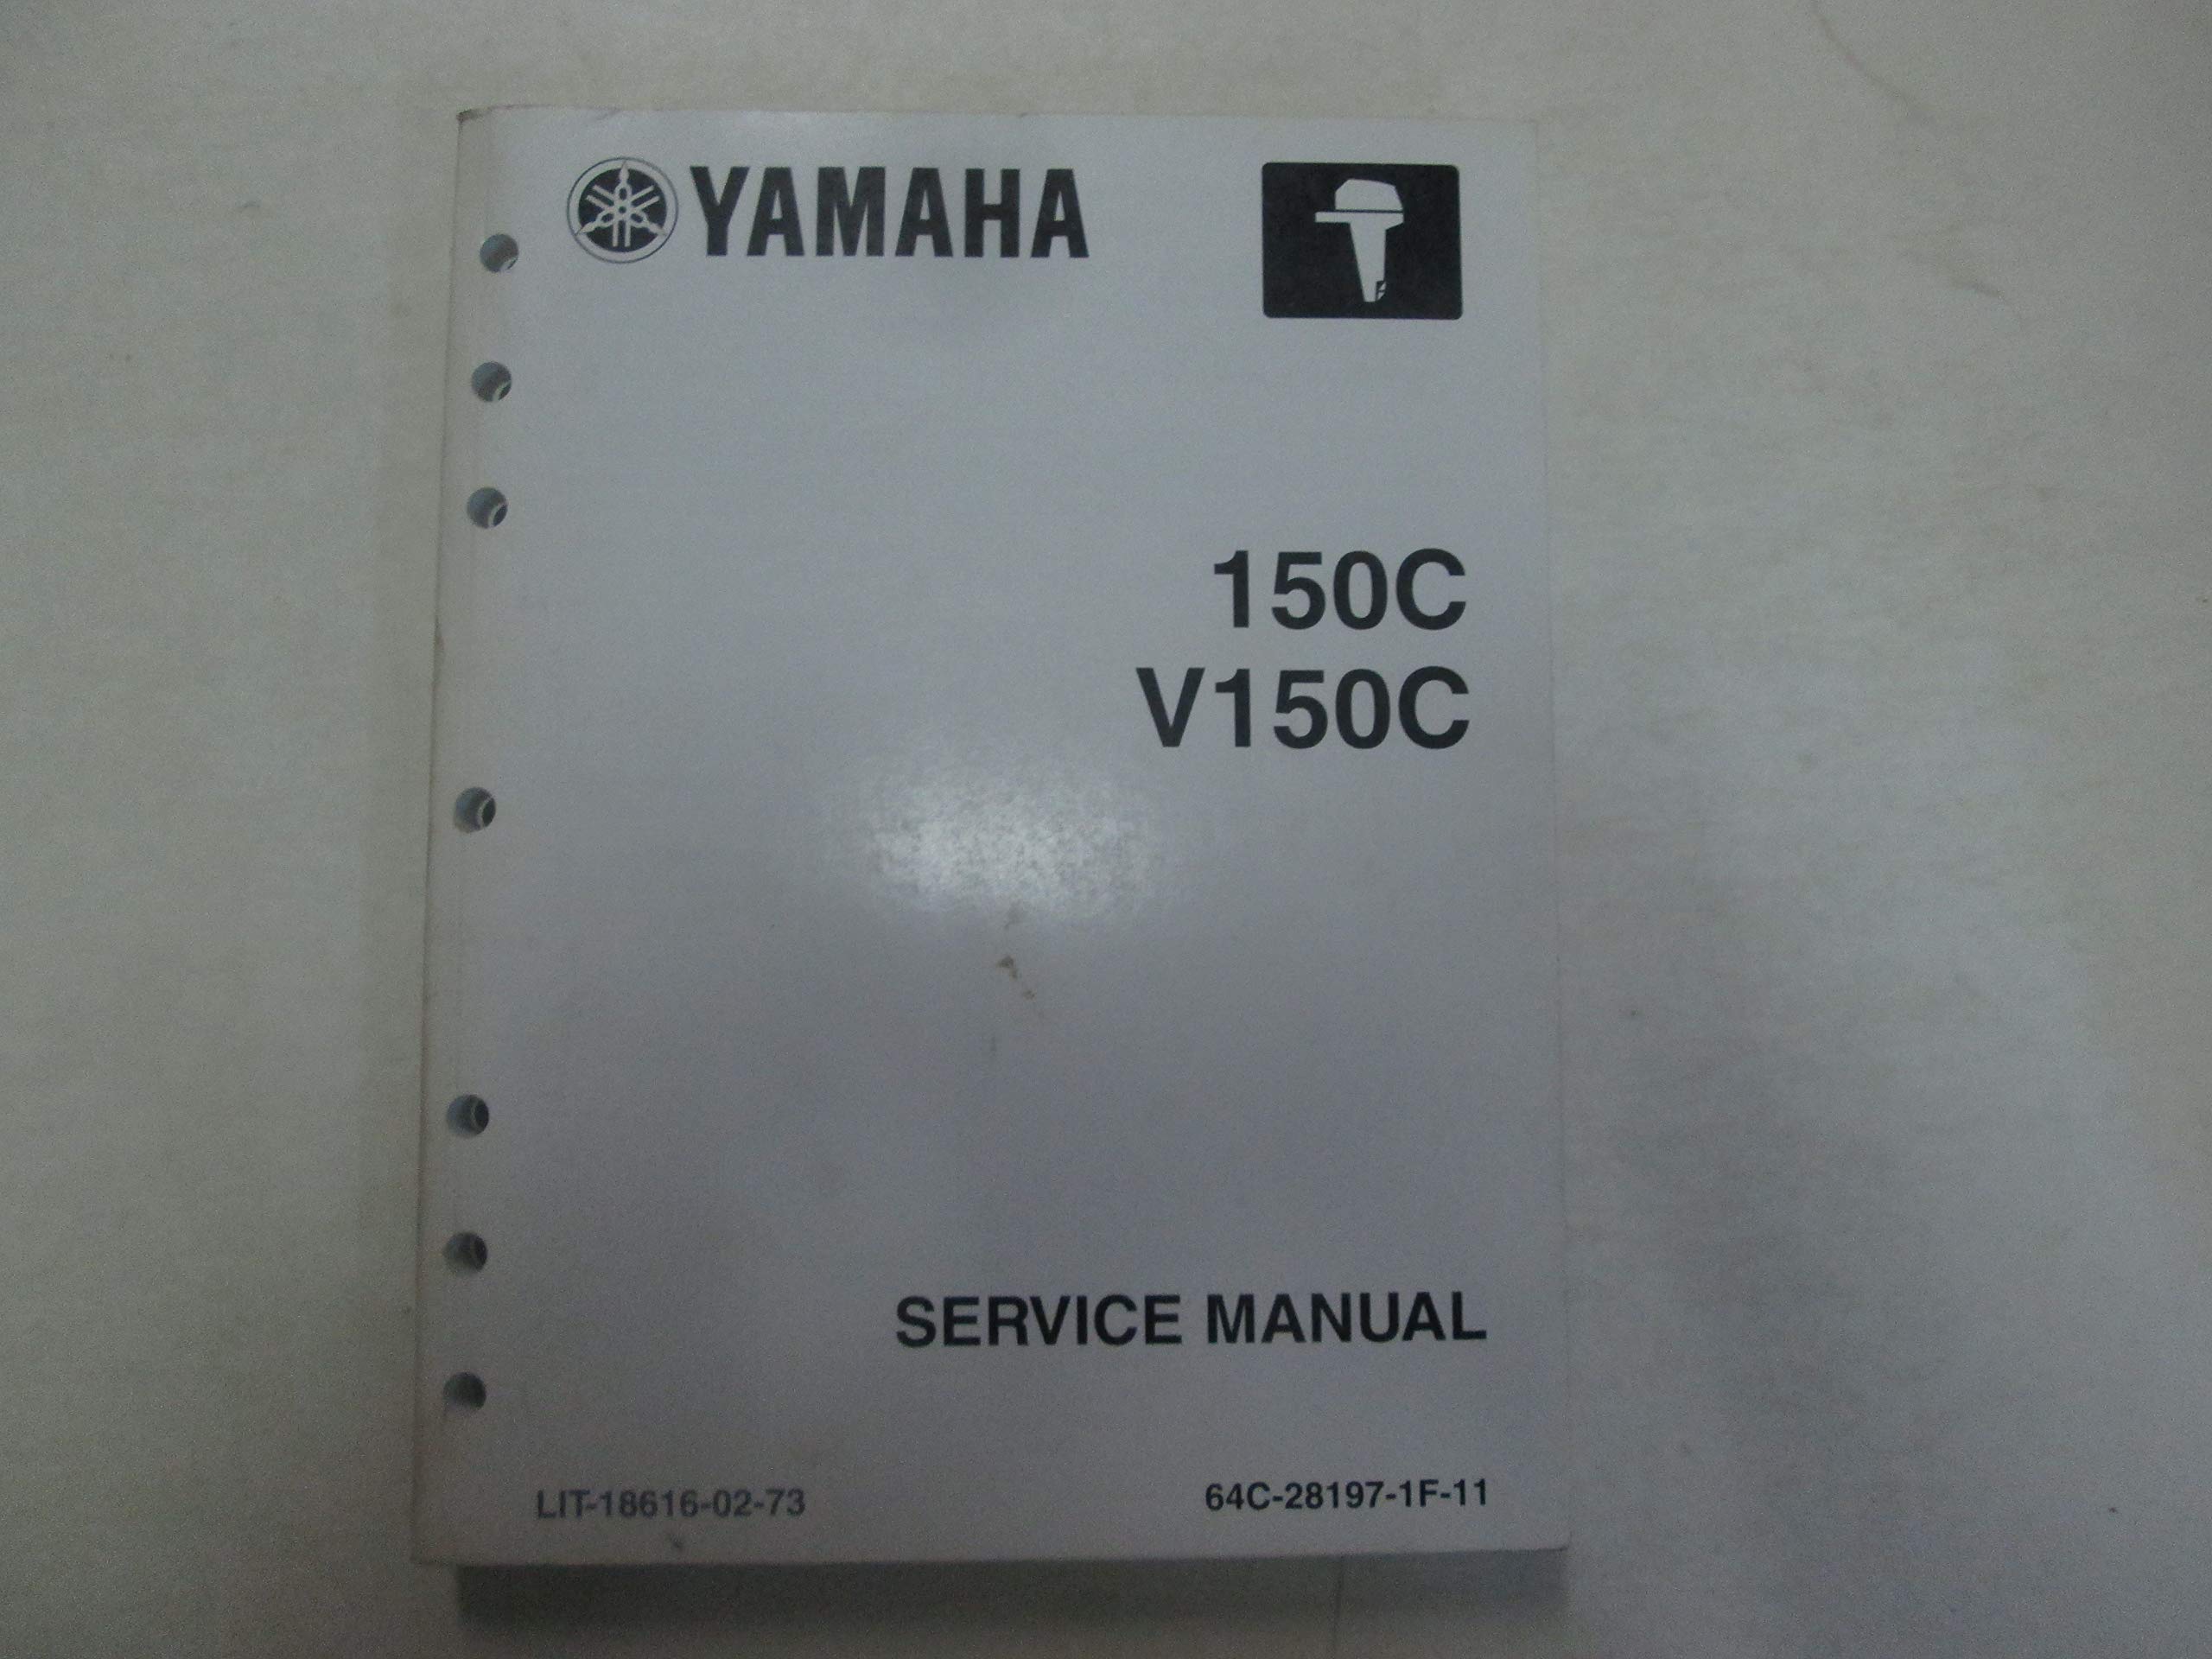 YAMAHA
150C
V150C
SERVICE MANUAL
LIT-18616-02-73
64C-28197-1F-11